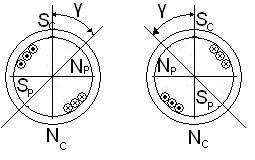 γ γ
S_C S_C
N_P N_P
S_P S_P
N_C N_C